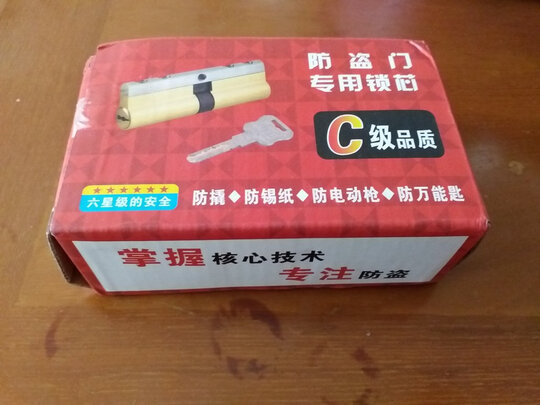 防盗门
专用锁芯
C级品质
六星级的安全
防撬◆防锡纸◆防电动枪◆防万能匙
掌握核心技术
专注防盗